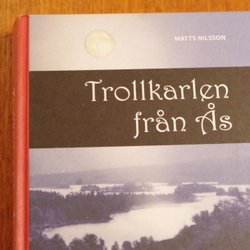 MATTS NILSSON
Trollkarlen
från Ås